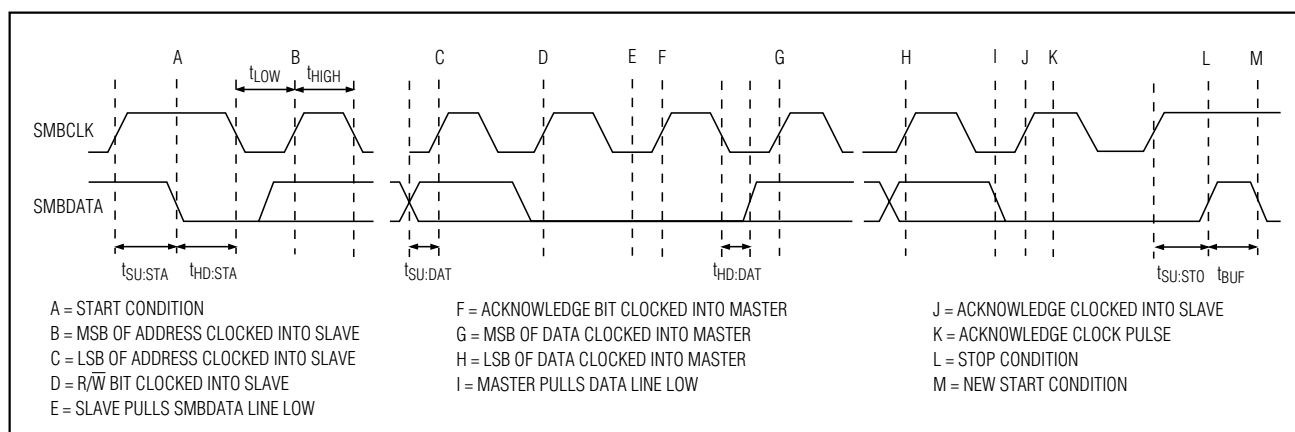 A B C D E F G H I J K L M
tLOW tHIGH
SMBCLK
SMBDATA
tSU:STA tHD:STA tSU:DAT tHD:DAT tSU:STO tBUF
A = START CONDITION
B = MSB OF ADDRESS CLOCKED INTO SLAVE
C = LSB OF ADDRESS CLOCKED INTO SLAVE
D = R/W̅ BIT CLOCKED INTO SLAVE
E = SLAVE PULLS SMBDATA LINE LOW
F = ACKNOWLEDGE BIT CLOCKED INTO MASTER
G = MSB OF DATA CLOCKED INTO MASTER
H = LSB OF DATA CLOCKED INTO MASTER
I = MASTER PULLS DATA LINE LOW
J = ACKNOWLEDGE CLOCKED INTO SLAVE
K = ACKNOWLEDGE CLOCK PULSE
L = STOP CONDITION
M = NEW START CONDITION